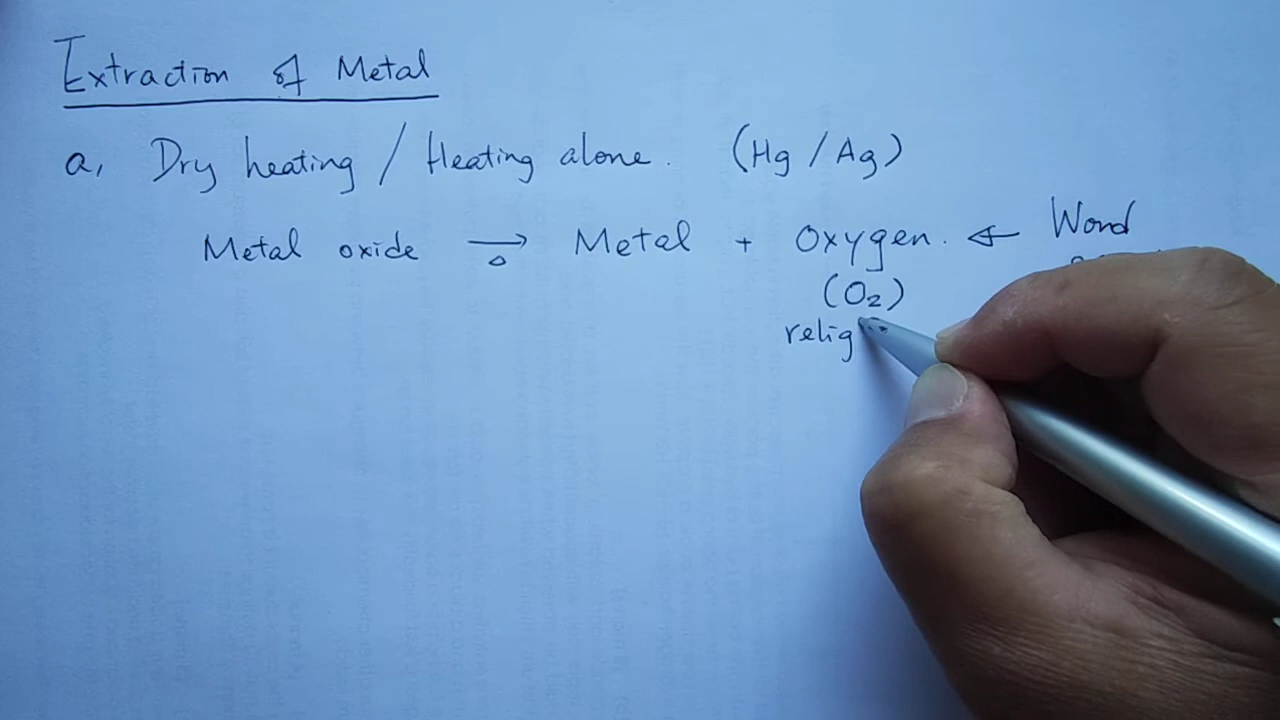 Extraction of Metal
a, Dry heating / Heating alone. (Hg / Ag)
Metal oxide → Metal + Oxygen. ← Word
Δ
(O₂)
relig